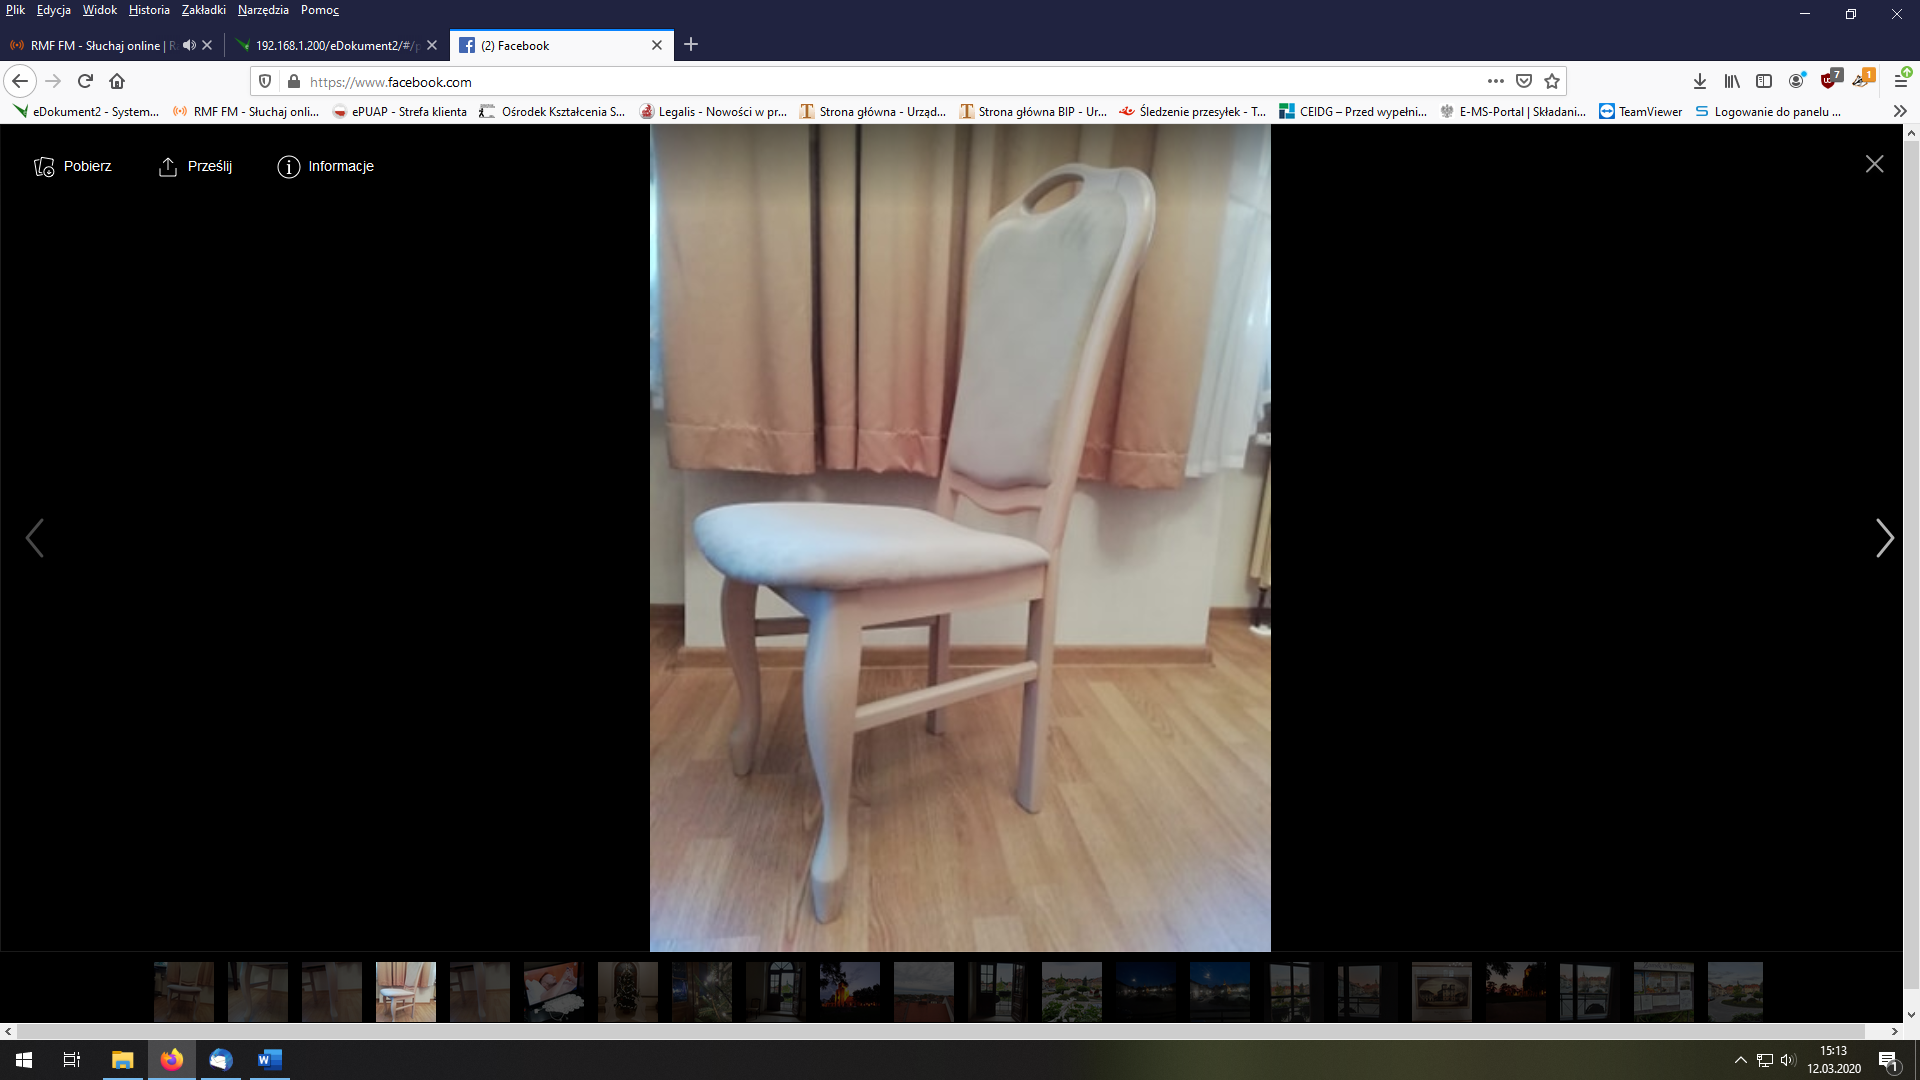 Plik Edycja Widok Historia Zakładki Narzędzia Pomoc
RMF FM - Słuchaj online | R
192.168.1.200/eDokument2/#/p
(2) Facebook
https://www.facebook.com
7
1
eDokument2 - System...
RMF FM - Słuchaj onli...
ePUAP - Strefa klienta
Ośrodek Kształcenia S...
Legalis - Nowości w pr...
Strona główna - Urząd...
Strona główna BIP - Ur...
Śledzenie przesyłek - T...
CEIDG – Przed wypełni...
E-MS-Portal | Składani...
TeamViewer
Logowanie do panelu ...
Pobierz
Prześlij
Informacje
15:13
12.03.2020
1